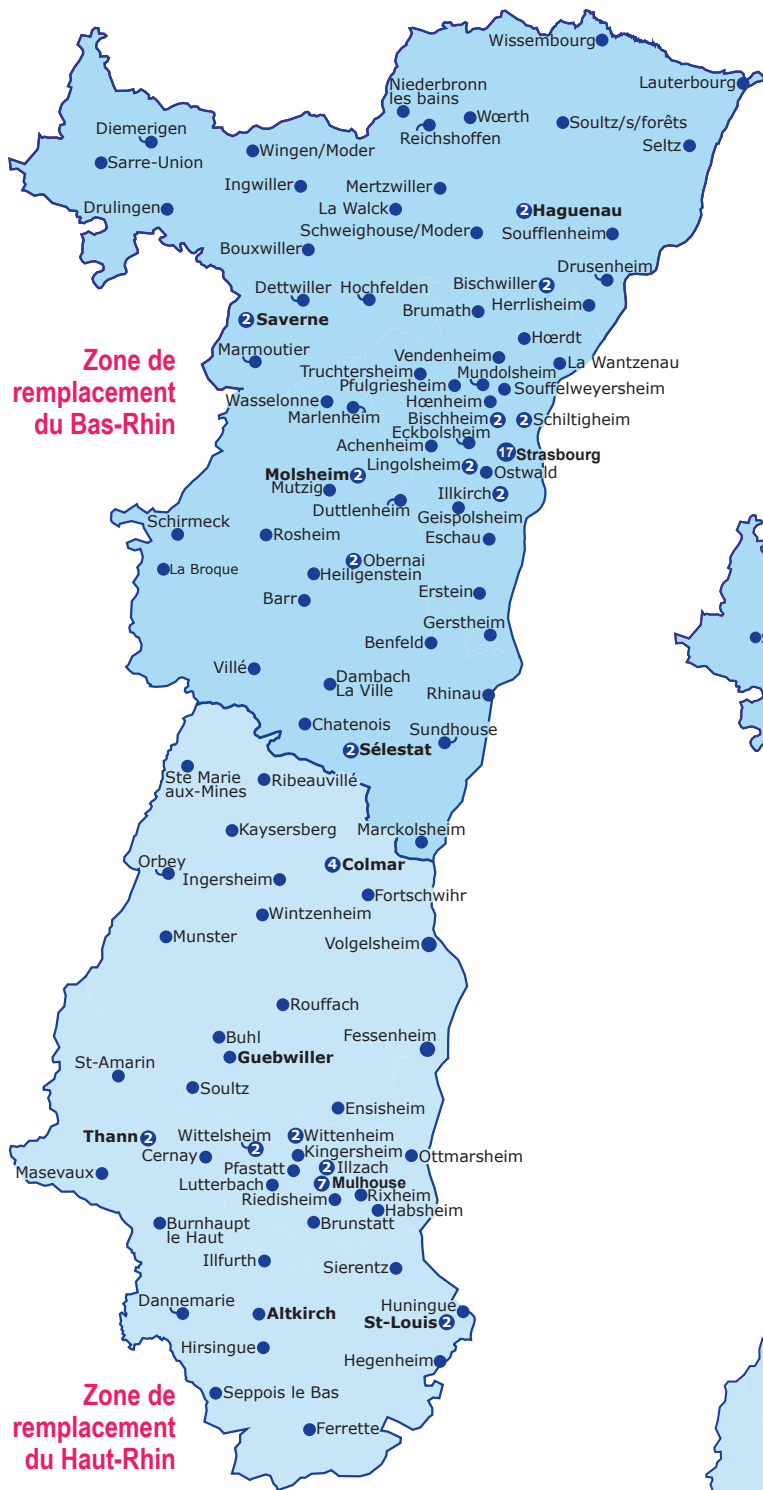 Wissembourg
Lauterbourg
Niederbronn
les bains
Wœrth
Soultz/s/forêts
Reichshoffen
Diemerigen
Seltz
Wingen/Moder
Sarre-Union
Ingwiller
Mertzwiller
Drulingen
La Walck
2 Haguenau
Schweighouse/Moder
Soufflenheim
Bouxwiller
Drusenheim
Bischwiller 2
Dettwiller
Hochfelden
Herrlisheim
Brumath
2 Saverne
Hœrdt
Zone de
remplacement
du Bas-Rhin
Marmoutier
Vendenheim
La Wantzenau
Truchtersheim
Mundolsheim
Pfulgriesheim
Souffelweyersheim
Wasselonne
Hœnheim
Marlenheim
Bischheim 2
2 Schiltigheim
Eckbolsheim
Achenheim
17 Strasbourg
Lingolsheim 2
Ostwald
Molsheim 2
Mutzig
Illkirch 2
Duttlenheim
Geispolsheim
Schirmeck
Rosheim
Eschau
2 Obernai
La Broque
Heiligenstein
Erstein
Barr
Gerstheim
Benfeld
Villé
Dambach
La Ville
Rhinau
Chatenois
Sundhouse
2 Sélestat
Ste Marie
aux-Mines
Ribeauvillé
Kaysersberg
Marckolsheim
Orbey
4 Colmar
Ingersheim
Fortschwihr
Wintzenheim
Munster
Volgelsheim
Rouffach
Buhl
Fessenheim
Guebwiller
St-Amarin
Soultz
Ensisheim
Thann 2
Wittelsheim 2
2 Wittenheim
Cernay
Kingersheim
Ottmarsheim
Masevaux
Pfastatt
2 Illzach
Lutterbach
7 Mulhouse
Riedisheim
Rixheim
Habsheim
Burnhaupt
le Haut
Brunstatt
Illfurth
Sierentz
Dannemarie
Altkirch
Huningue
St-Louis 2
Hirsingue
Hegenheim
Zone de
remplacement
du Haut-Rhin
Seppois le Bas
Ferrette